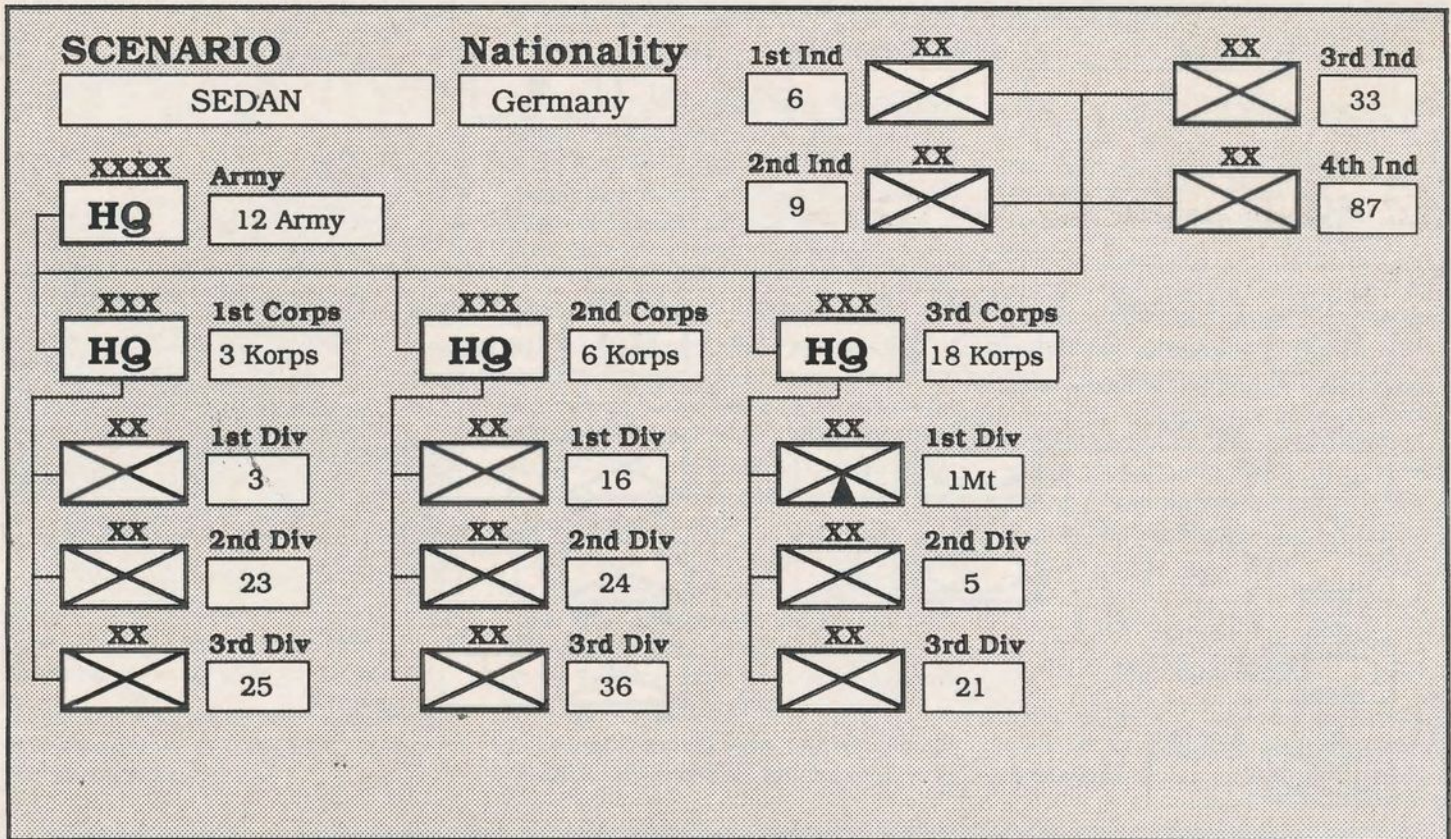 SCENARIO Nationality
SEDAN Germany
1st Ind XX XX 3rd Ind
6 33
2nd Ind XX XX 4th Ind
9 87
XXXX Army
HQ 12 Army
XXX 1st Corps XXX 2nd Corps XXX 3rd Corps
HQ 3 Korps HQ 6 Korps HQ 18 Korps
XX 1st Div XX 1st Div XX 1st Div
3 16 1Mt
XX 2nd Div XX 2nd Div XX 2nd Div
23 24 5
XX 3rd Div XX 3rd Div XX 3rd Div
25 36 21